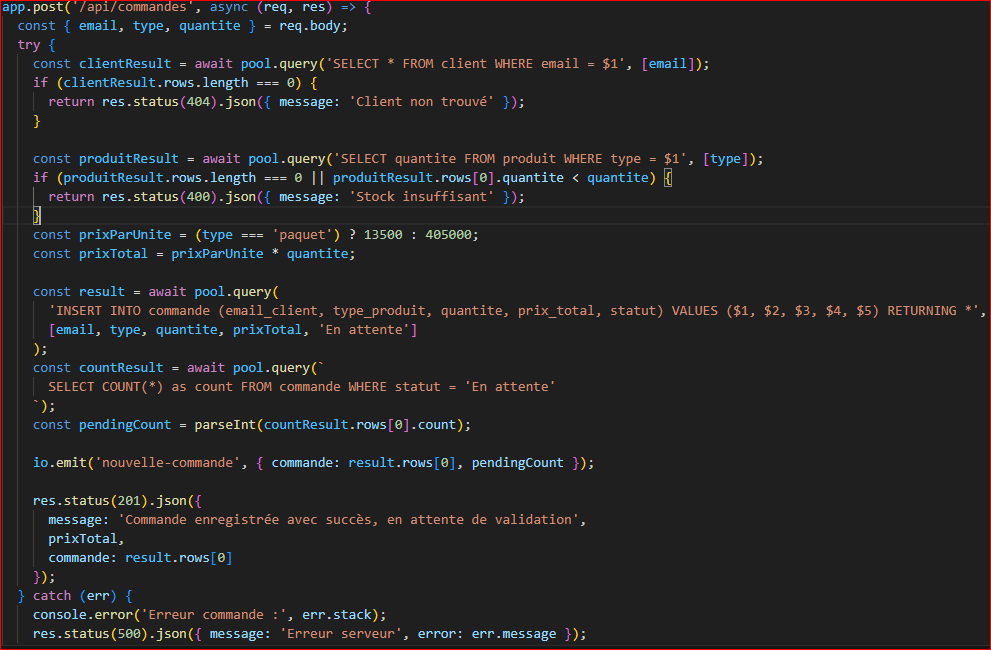 app.post('/api/commandes', async (req, res) => {
  const { email, type, quantite } = req.body;
  try {
    const clientResult = await pool.query('SELECT * FROM client WHERE email = $1', [email]);
    if (clientResult.rows.length === 0) {
      return res.status(404).json({ message: 'Client non trouvé' });
    }

    const produitResult = await pool.query('SELECT quantite FROM produit WHERE type = $1', [type]);
    if (produitResult.rows.length === 0 || produitResult.rows[0].quantite < quantite) {
      return res.status(400).json({ message: 'Stock insuffisant' });
    }
    const prixParUnite = (type === 'paquet') ? 13500 : 405000;
    const prixTotal = prixParUnite * quantite;

    const result = await pool.query(
      'INSERT INTO commande (email_client, type_produit, quantite, prix_total, statut) VALUES ($1, $2, $3, $4, $5) RETURNING *',
      [email, type, quantite, prixTotal, 'En attente']
    );
    const countResult = await pool.query(`
      SELECT COUNT(*) as count FROM commande WHERE statut = 'En attente'
    `);
    const pendingCount = parseInt(countResult.rows[0].count);

    io.emit('nouvelle-commande', { commande: result.rows[0], pendingCount });

    res.status(201).json({
      message: 'Commande enregistrée avec succès, en attente de validation',
      prixTotal,
      commande: result.rows[0]
    });
  } catch (err) {
    console.error('Erreur commande :', err.stack);
    res.status(500).json({ message: 'Erreur serveur', error: err.message });